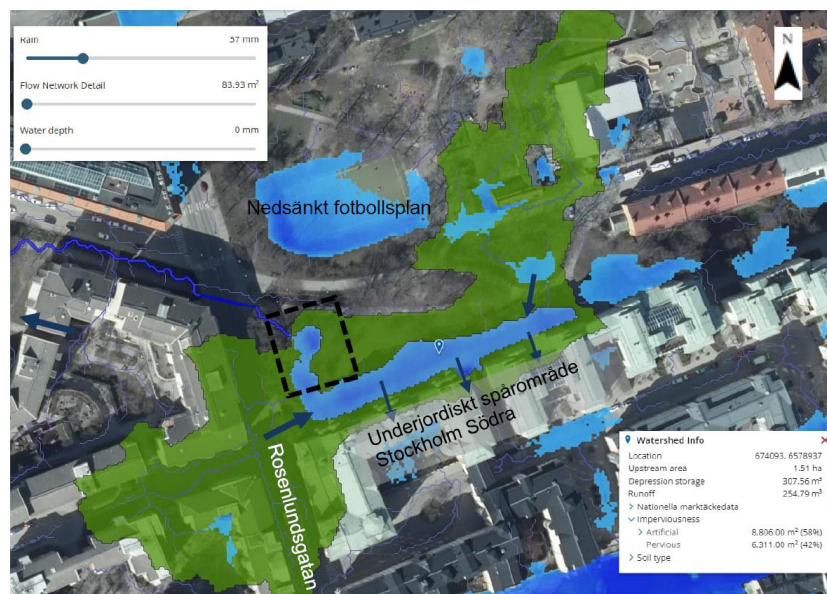 Rain 57 mm
Flow Network Detail 83.93 m²
Water depth 0 mm
N
Nedsänkt fotbollsplan
Underjordiskt spårområde
Stockholm Södra
Rosenlundsgatan
Watershed Info
Location 674093, 6578937
Upstream area 1.51 ha
Depression storage 307.56 m³
Runoff 254.79 m³
Nationella marktäckedata
Imperviousness
Artificial 8.806.00 m² (58%)
Pervious 6.311.00 m² (42%)
Soil type